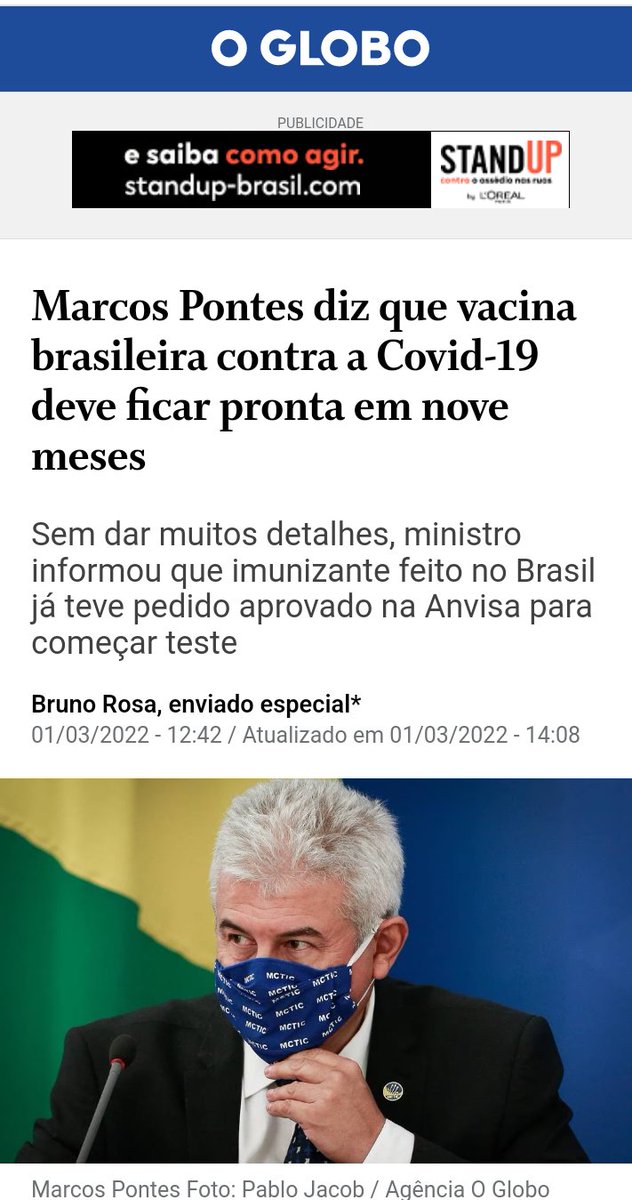 O GLOBO
PUBLICIDADE
e saiba como agir.
standup-brasil.com
STANDUP
contra o assédio nas ruas
by L'ORÉAL
PARIS
Marcos Pontes diz que vacina
brasileira contra a Covid-19
deve ficar pronta em nove
meses
Sem dar muitos detalhes, ministro
informou que imunizante feito no Brasil
já teve pedido aprovado na Anvisa para
começar teste
Bruno Rosa, enviado especial*
01/03/2022 - 12:42 / Atualizado em 01/03/2022 - 14:08
MCTIC MCTIC
MCTIC
MCTIC MCTIC
MCTIC
MCTIC
Marcos Pontes Foto: Pablo Jacob / Agência O Globo